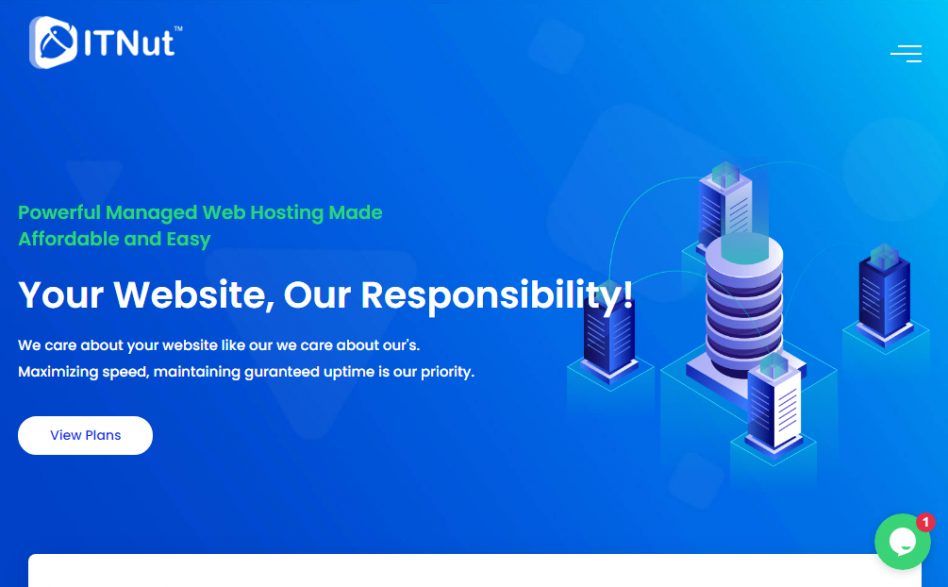 ITNut™
Powerful Managed Web Hosting Made
Affordable and Easy
Your Website, Our Responsibility!
We care about your website like our we care about our's.
Maximizing speed, maintaining guranteed uptime is our priority.
View Plans
1